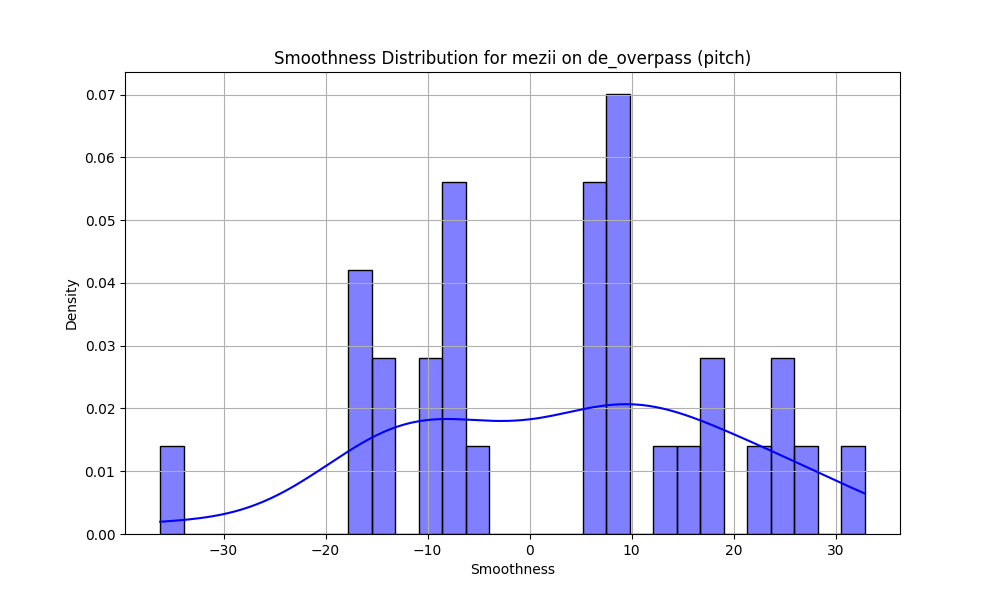 Smoothness Distribution for mezii on de_overpass (pitch)
0.07
0.06
0.05
0.04
0.03
0.02
0.01
0.00
Density
−30 −20 −10 0 10 20 30
Smoothness